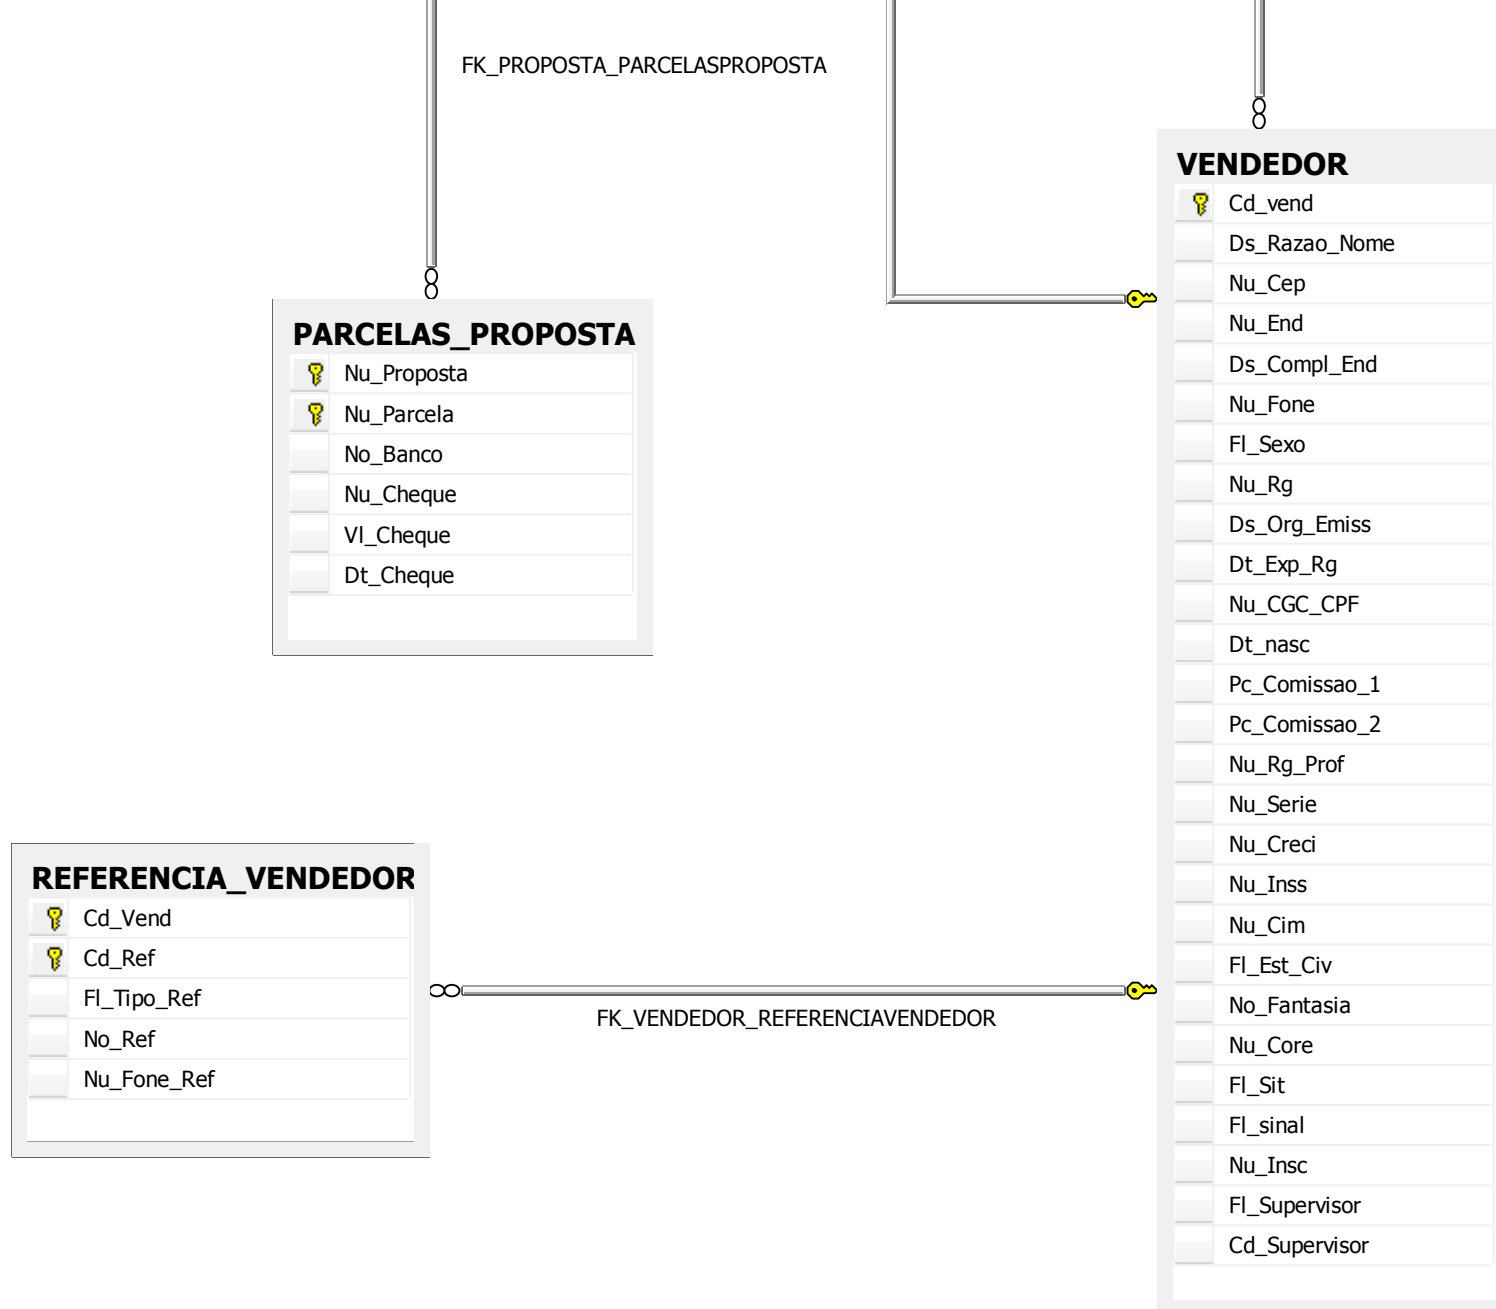 FK_PROPOSTA_PARCELASPROPOSTA
PARCELAS_PROPOSTA
Nu_Proposta
Nu_Parcela
No_Banco
Nu_Cheque
Vl_Cheque
Dt_Cheque
REFERENCIA_VENDEDOR
Cd_Vend
Cd_Ref
Fl_Tipo_Ref
No_Ref
Nu_Fone_Ref
FK_VENDEDOR_REFERENCIAVENDEDOR
VENDEDOR
Cd_vend
Ds_Razao_Nome
Nu_Cep
Nu_End
Ds_Compl_End
Nu_Fone
Fl_Sexo
Nu_Rg
Ds_Org_Emiss
Dt_Exp_Rg
Nu_CGC_CPF
Dt_nasc
Pc_Comissao_1
Pc_Comissao_2
Nu_Rg_Prof
Nu_Serie
Nu_Creci
Nu_Inss
Nu_Cim
Fl_Est_Civ
No_Fantasia
Nu_Core
Fl_Sit
Fl_sinal
Nu_Insc
Fl_Supervisor
Cd_Supervisor